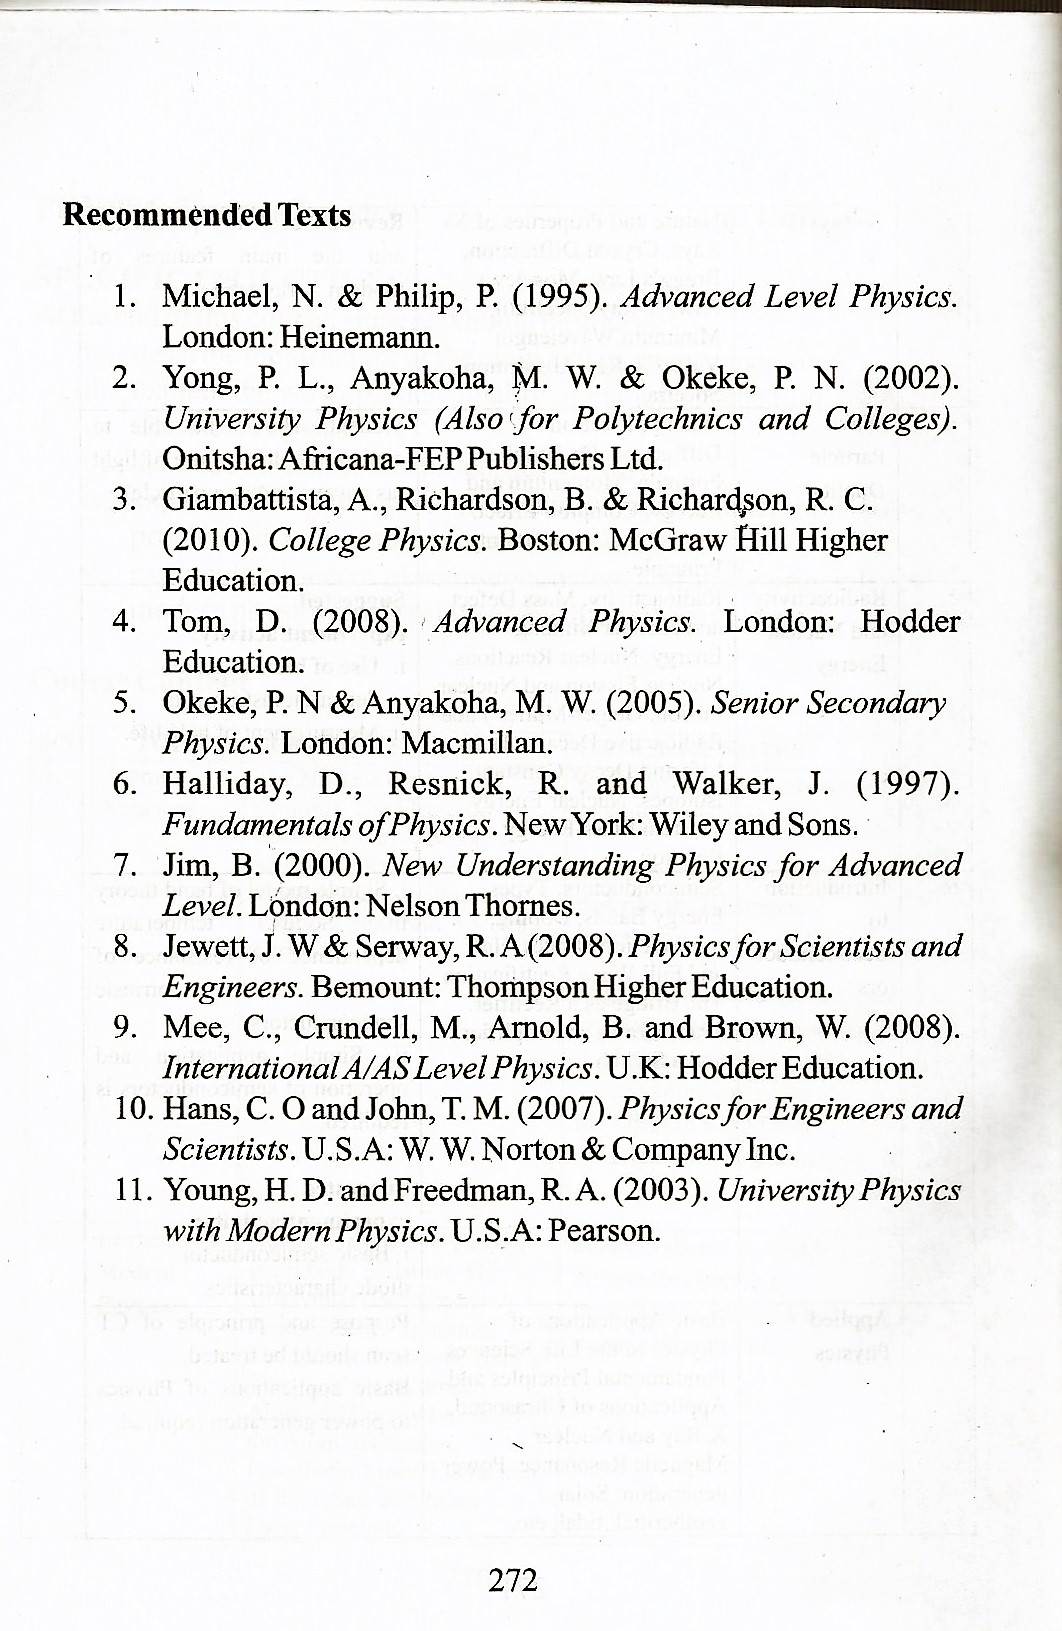 Recommended Texts
1. Michael, N. & Philip, P. (1995). Advanced Level Physics.
London: Heinemann.
2. Yong, P. L., Anyakoha, M. W. & Okeke, P. N. (2002).
University Physics (Also for Polytechnics and Colleges).
Onitsha: Africana-FEP Publishers Ltd.
3. Giambattista, A., Richardson, B. & Richardson, R. C.
(2010). College Physics. Boston: McGraw Hill Higher
Education.
4. Tom, D. (2008). Advanced Physics. London: Hodder
Education.
5. Okeke, P. N & Anyakoha, M. W. (2005). Senior Secondary
Physics. London: Macmillan.
6. Halliday, D., Resnick, R. and Walker, J. (1997).
Fundamentals of Physics. New York: Wiley and Sons.
7. Jim, B. (2000). New Understanding Physics for Advanced
Level. London: Nelson Thornes.
8. Jewett, J. W & Serway, R. A (2008). Physics for Scientists and
Engineers. Bemount: Thompson Higher Education.
9. Mee, C., Crundell, M., Arnold, B. and Brown, W. (2008).
International A/AS Level Physics. U.K: Hodder Education.
10. Hans, C. O and John, T. M. (2007). Physics for Engineers and
Scientists. U.S.A: W. W. Norton & Company Inc.
11. Young, H. D. and Freedman, R. A. (2003). University Physics
with Modern Physics. U.S.A: Pearson.
272